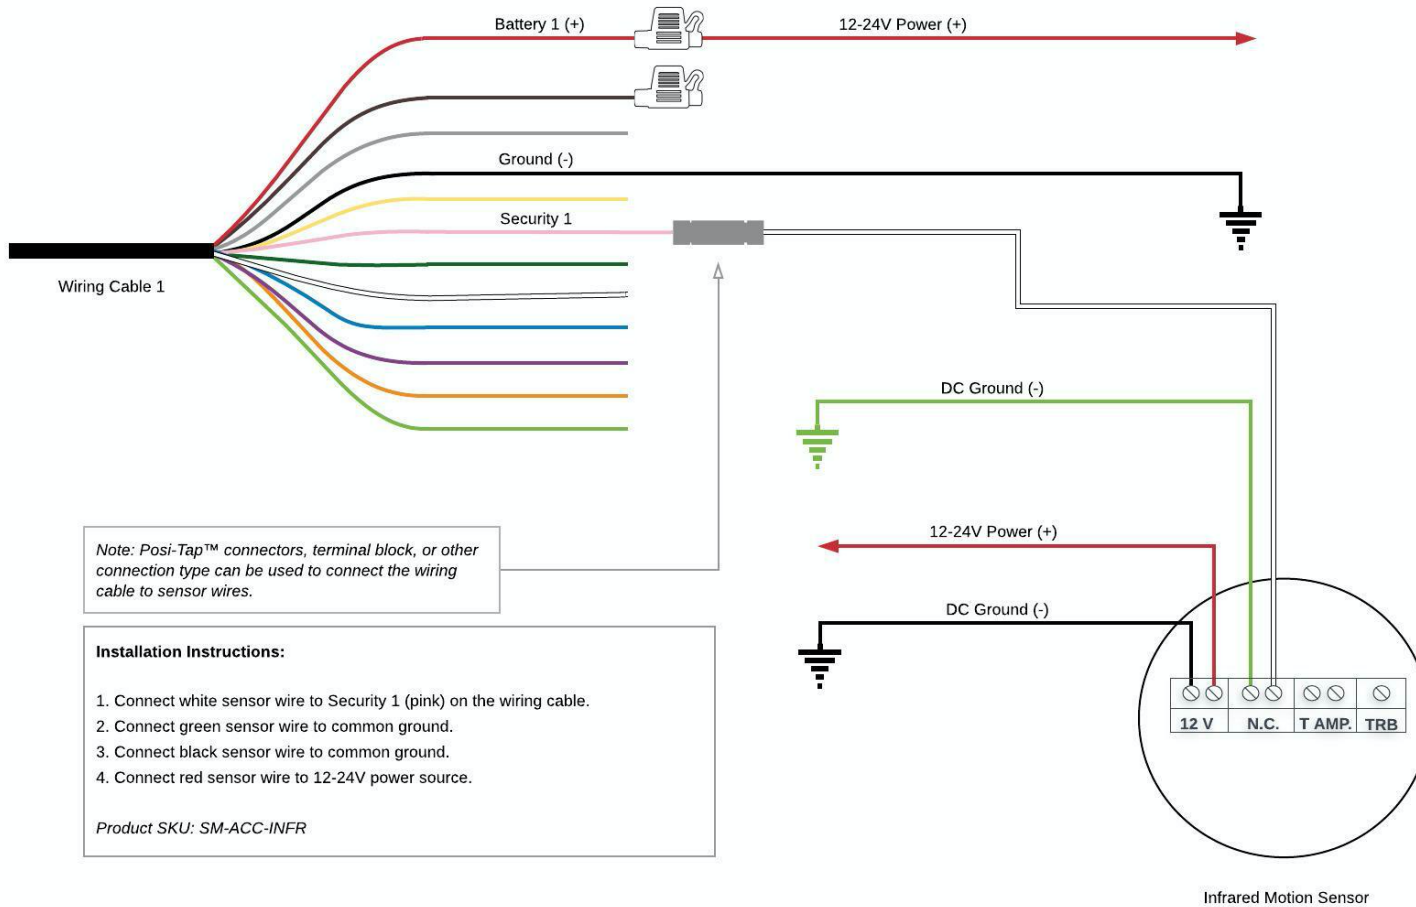 Battery 1 (+)
12-24V Power (+)
Ground (-)
Security 1
Wiring Cable 1
DC Ground (-)
12-24V Power (+)
DC Ground (-)
Note: Posi-Tap™ connectors, terminal block, or other
connection type can be used to connect the wiring
cable to sensor wires.
Installation Instructions:
1. Connect white sensor wire to Security 1 (pink) on the wiring cable.
2. Connect green sensor wire to common ground.
3. Connect black sensor wire to common ground.
4. Connect red sensor wire to 12-24V power source.
Product SKU: SM-ACC-INFR
12 V
N.C.
T AMP.
TRB
Infrared Motion Sensor